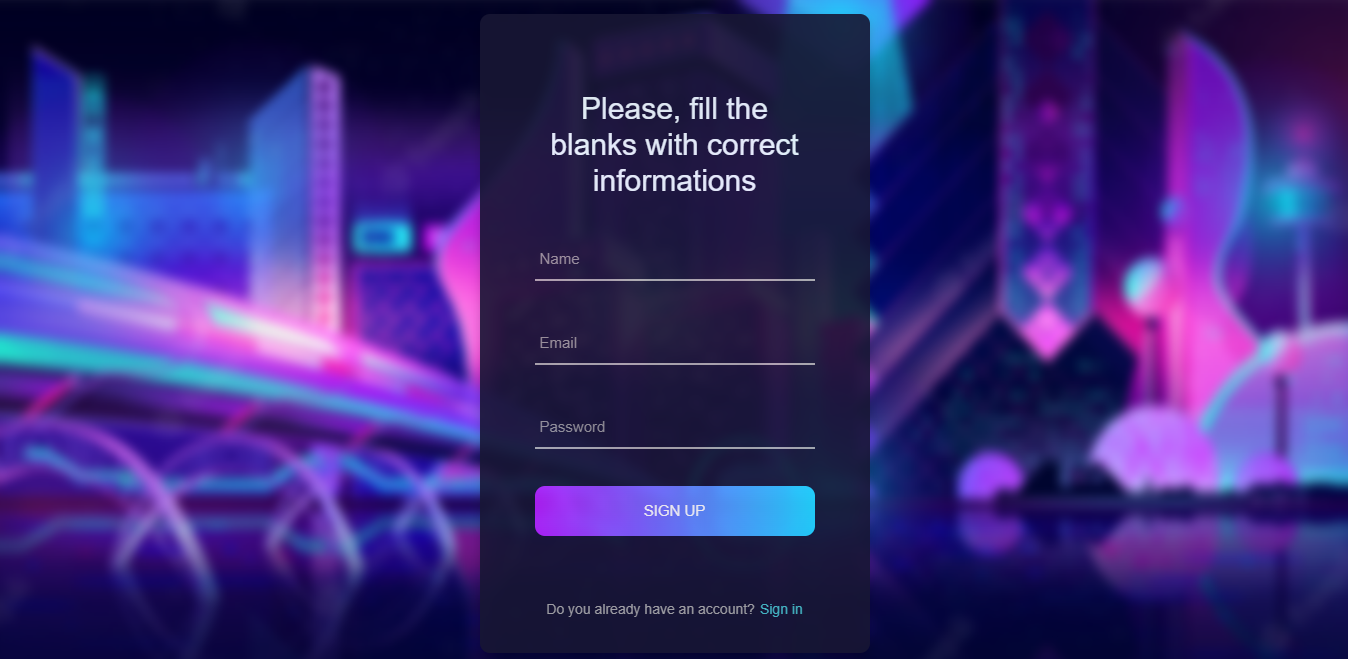 Please, fill the
blanks with correct
informations
Name
Email
Password
SIGN UP
Do you already have an account? Sign in